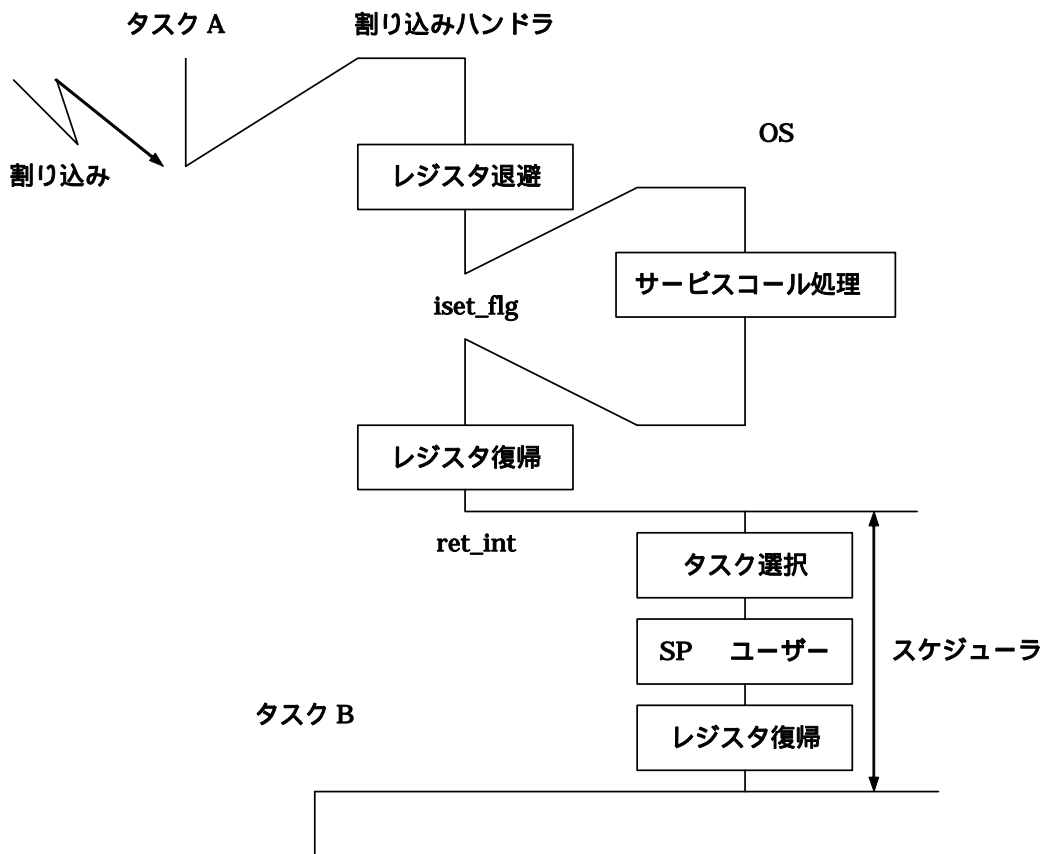 タスク A
割り込みハンドラ
OS
割り込み
レジスタ退避
サービスコール処理
iset_flg
レジスタ復帰
ret_int
タスク選択
SP ユーザー
スケジューラ
タスク B
レジスタ復帰